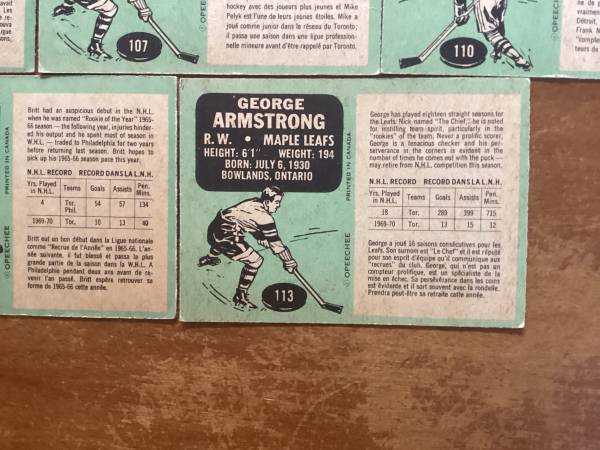 hockey avec des joueurs plus jeunes et Mike
Pelyk est l'une de leurs jeunes étoiles. Mike a
joué comme junior dans le réseau du Toronto;
il passa une saison dans une ligue profession-
nelle mineure avant d'être rappelé par Toronto.
107
OPEECHEE
110
Britt had an auspicious debut in the N.H.L.
when he was named "Rookie of the Year" 1965-
66 season — the following year, injuries hinder-
ed his output and he spent most of season in
W.H.L. — traded to Philadelphia for two years
before returning last season. Britt hopes to
pick up his 1965-66 season pace this year.
N.H.L. RECORD RECORD DANS LA L.N.H.
Yrs. Played in N.H.L. Teams Goals Assists Pen. Mins.
4 Tor. Phil. 54 57 134
1969-70 Tor. 10 13 40
Britt eut un bon début dans la Ligue nationale
comme "Recrue de l'Année" en 1965-66. L'an-
née suivante, il fut blessé et passa la plus
grande partie de la saison dans la W.H.L. A
Philadelphia pendant deux ans avant de re-
venir l'an passé. Britt espère retrouver sa
forme de 1965-66 cette année.
PRINTED IN CANADA
OPEECHEE
GEORGE
ARMSTRONG
R.W. • MAPLE LEAFS
HEIGHT: 6'1" WEIGHT: 194
BORN: JULY 6, 1930
BOWLANDS, ONTARIO
113
© OPEECHEE
PRINTED IN CANADA
George has played eighteen straight seasons
for the Leafs. Nick-named "The Chief", he is noted
for instilling team spirit, particularly in the
"rookies" of the team. Never a prolific scorer,
George is a tenacious checker and his per-
serverance in the corners is evident in the
number of times he comes out with the puck —
may retire from N.H.L. competition this season.
N.H.L. RECORD RECORD DANS LA L.N.H.
Yrs. Played in N.H.L. Teams Goals Assists Pen. Mins.
18 Tor. 289 399 715
1969-70 Tor. 13 15 12
George a joué 16 saisons consécutives pour les
Leafs. Son surnom est "Le Chef" et il est réputé
pour son esprit d'équipe qu'il communique aux
"recrues" du club. George, qui n'est pas un
compteur prolifique, est un spécialiste de la
mise en échec. Sa persévérance dans les coins
est évidente et il sort souvent avec la rondelle.
Prendra peut-être sa retraite cette année.